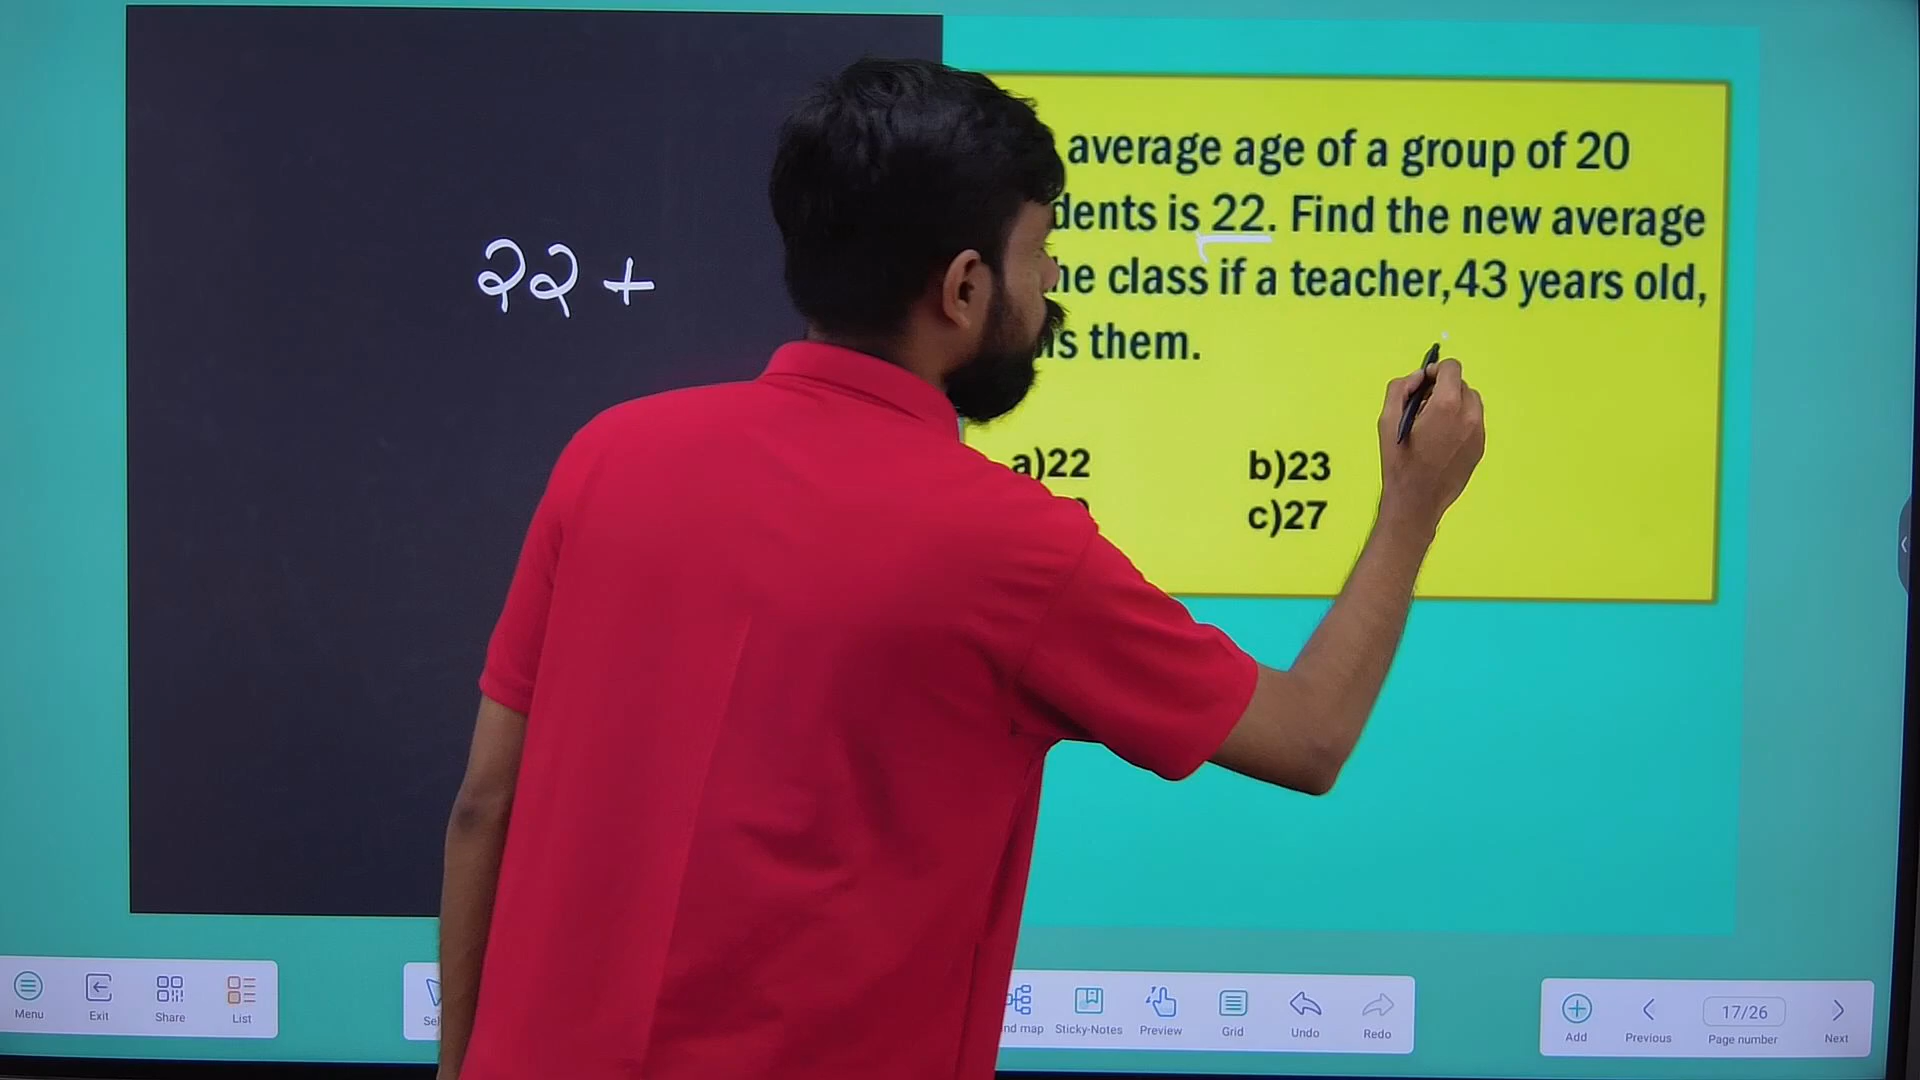 २२ +
average age of a group of 20
dents is 22. Find the new average
he class if a teacher,43 years old,
s them.
a)22 b)23
c)27
Menu Exit Share List
nd map Sticky-Notes Preview Grid Undo Redo
Add Previous 17/26 Page number Next